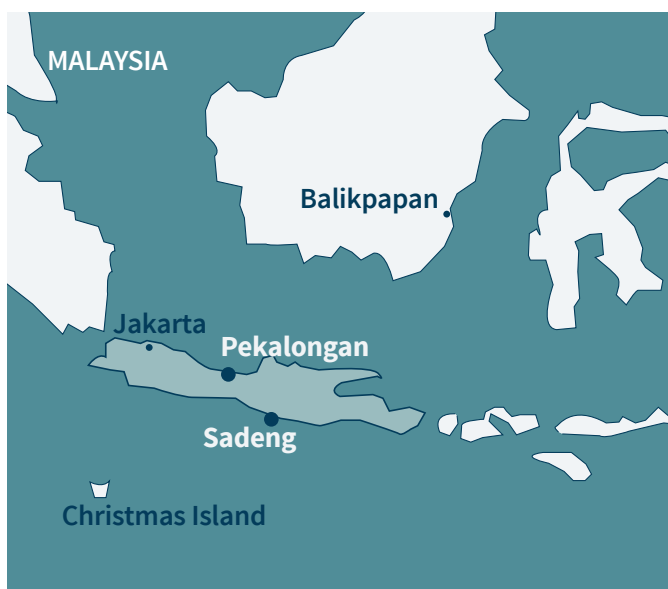 MALAYSIA
Balikpapan
Jakarta
Pekalongan
Sadeng
Christmas Island